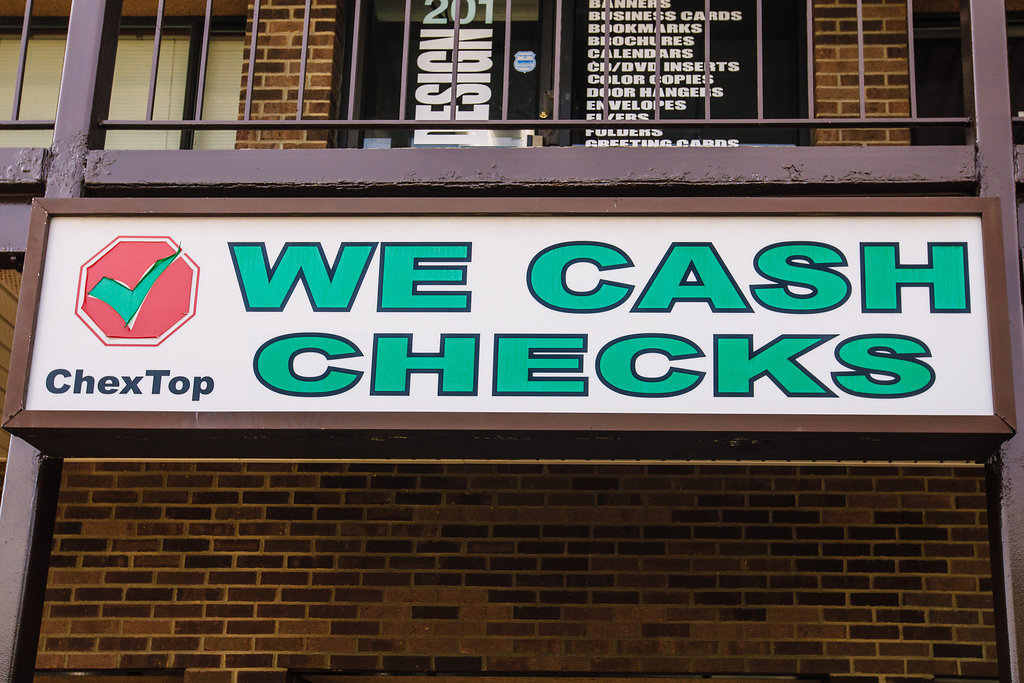 201
DESIGN
DESIGN
BANNERS
BUSINESS CARDS
BOOKMARKS
BROCHURES
CALENDARS
CD/DVD INSERTS
COLOR COPIES
DOOR HANGERS
ENVELOPES
FLYERS
FOLDERS
GREETING CARDS
WE CASH
CHECKS
ChexTop